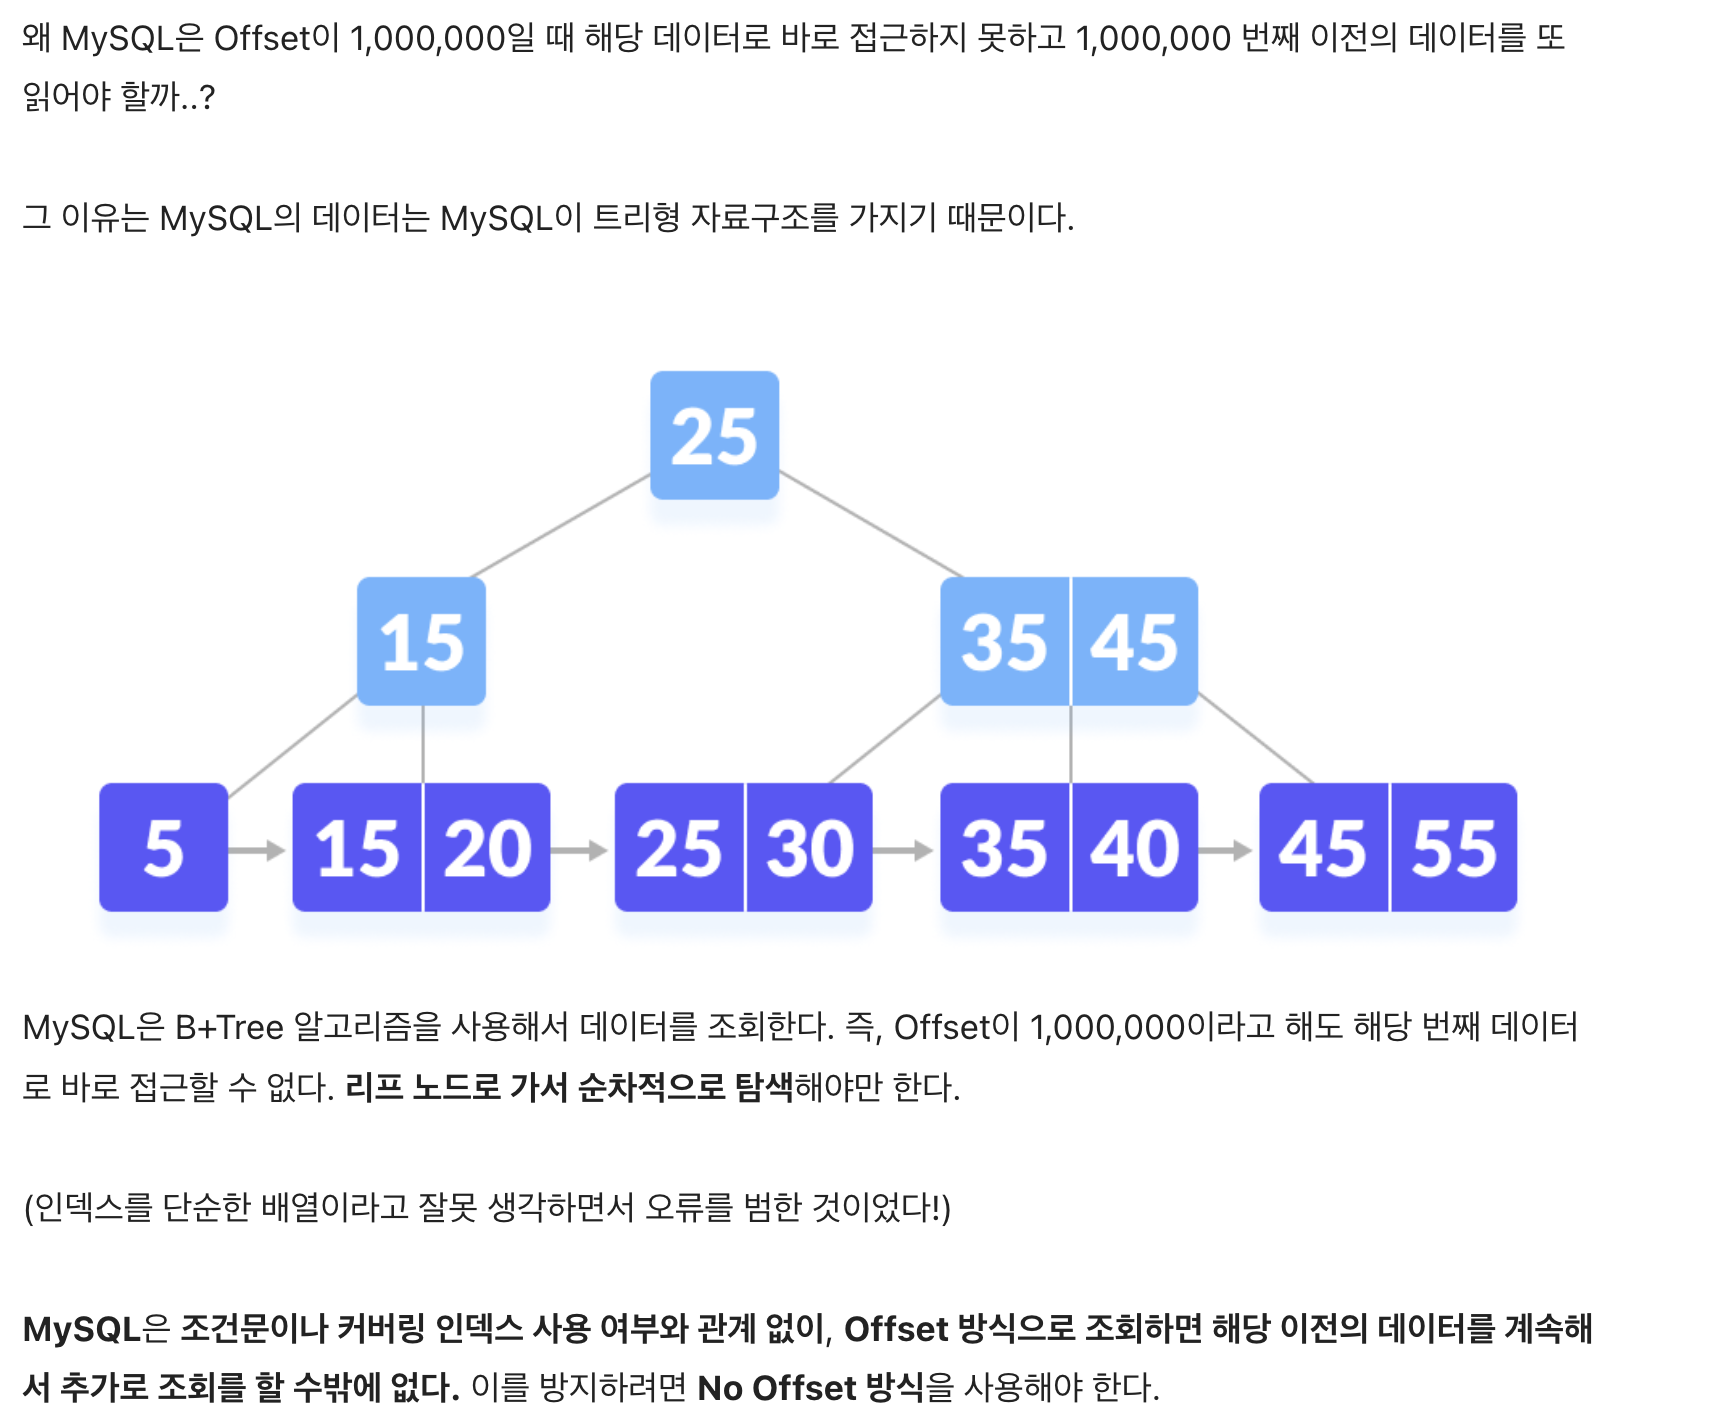 왜 MySQL은 Offset이 1,000,000일 때 해당 데이터로 바로 접근하지 못하고 1,000,000 번째 이전의 데이터를 또
읽어야 할까..?
그 이유는 MySQL의 데이터는 MySQL이 트리형 자료구조를 가지기 때문이다.
25
15
35 45
5 15 20 25 30 35 40 45 55
MySQL은 B+Tree 알고리즘을 사용해서 데이터를 조회한다. 즉, Offset이 1,000,000이라고 해도 해당 번째 데이터
로 바로 접근할 수 없다. 리프 노드로 가서 순차적으로 탐색해야만 한다.
(인덱스를 단순한 배열이라고 잘못 생각하면서 오류를 범한 것이었다!)
MySQL은 조건문이나 커버링 인덱스 사용 여부와 관계 없이, Offset 방식으로 조회하면 해당 이전의 데이터를 계속해
서 추가로 조회를 할 수밖에 없다. 이를 방지하려면 No Offset 방식을 사용해야 한다.